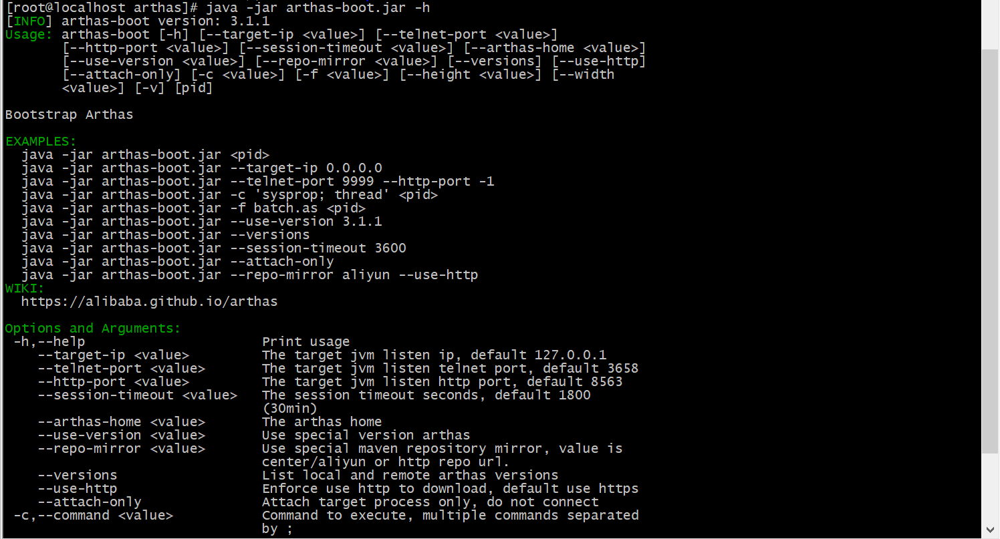 [root@localhost arthas]# java -jar arthas-boot.jar -h
[INFO] arthas-boot version: 3.1.1
Usage: arthas-boot [-h] [--target-ip <value>] [--telnet-port <value>]
       [--http-port <value>] [--session-timeout <value>] [--arthas-home <value>]
       [--use-version <value>] [--repo-mirror <value>] [--versions] [--use-http]
       [--attach-only] [-c <value>] [-f <value>] [--height <value>] [--width
       <value>] [-v] [pid]

Bootstrap Arthas

EXAMPLES:
  java -jar arthas-boot.jar <pid>
  java -jar arthas-boot.jar --target-ip 0.0.0.0
  java -jar arthas-boot.jar --telnet-port 9999 --http-port -1
  java -jar arthas-boot.jar -c 'sysprop; thread' <pid>
  java -jar arthas-boot.jar -f batch.as <pid>
  java -jar arthas-boot.jar --use-version 3.1.1
  java -jar arthas-boot.jar --versions
  java -jar arthas-boot.jar --session-timeout 3600
  java -jar arthas-boot.jar --attach-only
  java -jar arthas-boot.jar --repo-mirror aliyun --use-http
WIKI:
  https://alibaba.github.io/arthas

Options and Arguments:
 -h,--help                      Print usage
    --target-ip <value>         The target jvm listen ip, default 127.0.0.1
    --telnet-port <value>       The target jvm listen telnet port, default 3658
    --http-port <value>         The target jvm listen http port, default 8563
    --session-timeout <value>   The session timeout seconds, default 1800
                                (30min)
    --arthas-home <value>       The arthas home
    --use-version <value>       Use special version arthas
    --repo-mirror <value>       Use special maven repository mirror, value is
                                center/aliyun or http repo url.
    --versions                  List local and remote arthas versions
    --use-http                  Enforce use http to download, default use https
    --attach-only               Attach target process only, do not connect
 -c,--command <value>           Command to execute, multiple commands separated
                                by ;